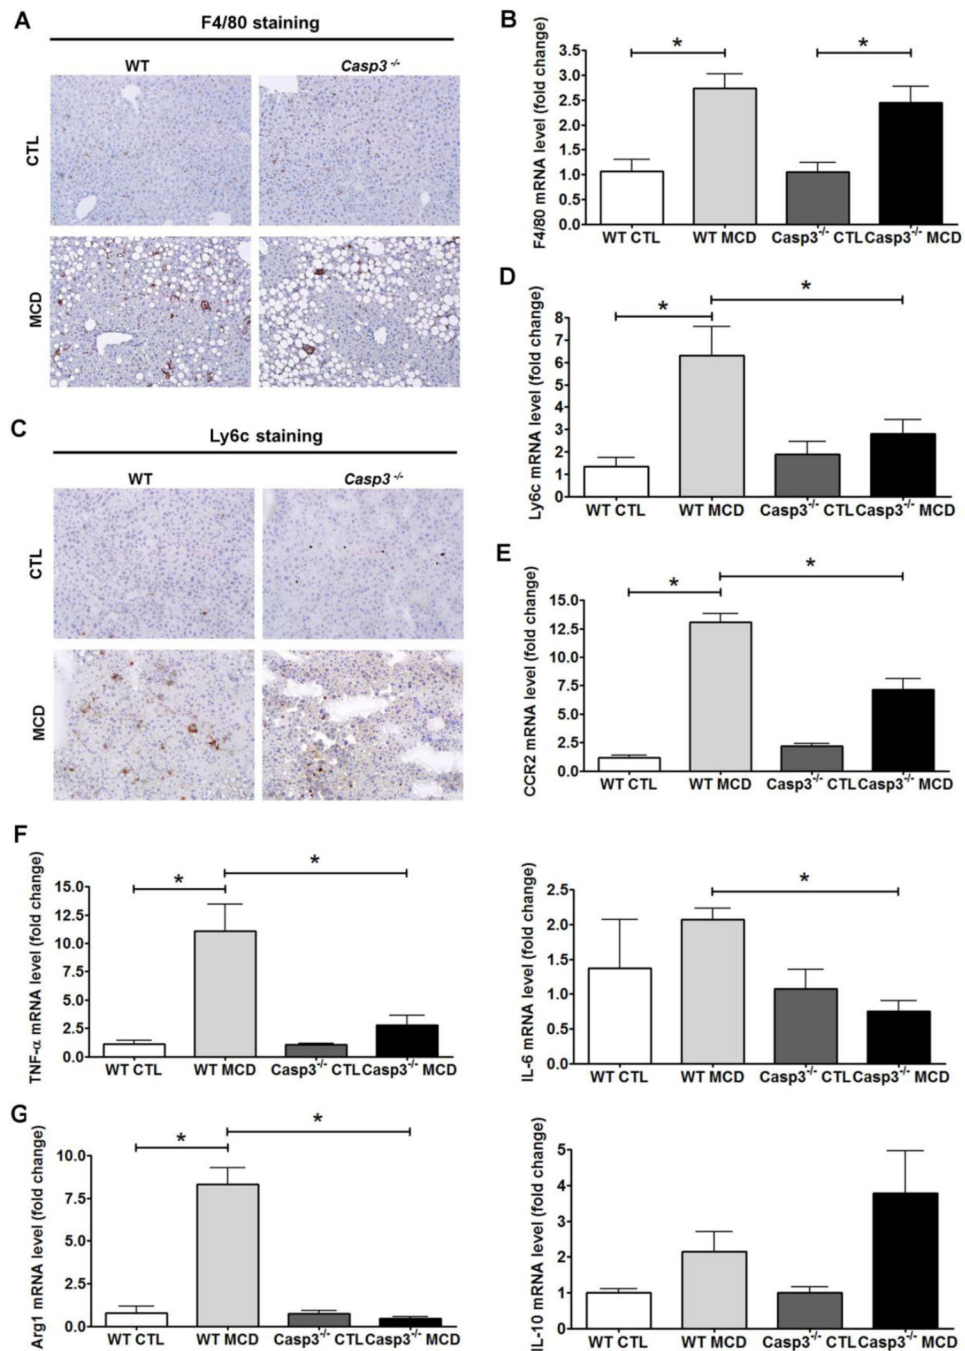 A
F4/80 staining
WT
Casp3 -/-
CTL
MCD
B
F4/80 mRNA level (fold change)
3.5
3.0
2.5
2.0
1.5
1.0
0.5
0.0
*
*
WT CTL
WT MCD
Casp3-/- CTL
Casp3-/- MCD
C
Ly6c staining
WT
Casp3 -/-
CTL
MCD
D
Ly6c mRNA level (fold change)
8
7
6
5
4
3
2
1
0
*
*
WT CTL
WT MCD
Casp3-/- CTL
Casp3-/- MCD
E
CCR2 mRNA level (fold change)
15.0
12.5
10.0
7.5
5.0
2.5
0.0
*
*
WT CTL
WT MCD
Casp3-/- CTL
Casp3-/- MCD
F
TNF-α mRNA level (fold change)
15.0
12.5
10.0
7.5
5.0
2.5
0.0
*
*
WT CTL
WT MCD
Casp3-/- CTL
Casp3-/- MCD
IL-6 mRNA level (fold change)
2.5
2.0
1.5
1.0
0.5
0.0
*
WT CTL
WT MCD
Casp3-/- CTL
Casp3-/- MCD
G
Arg1 mRNA level (fold change)
10.0
7.5
5.0
2.5
0.0
*
*
WT CTL
WT MCD
Casp3-/- CTL
Casp3-/- MCD
IL-10 mRNA level (fold change)
5
4
3
2
1
0
WT CTL
WT MCD
Casp3-/- CTL
Casp3-/- MCD